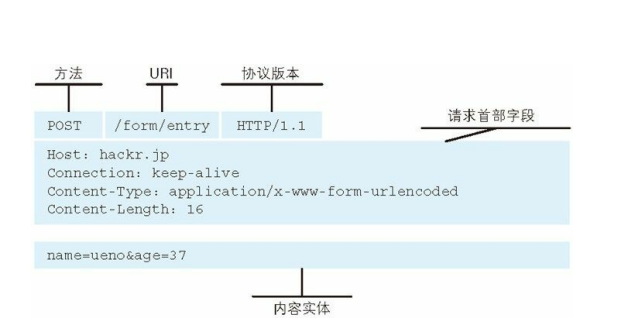 方法 URI 协议版本
请求首部字段
POST /form/entry HTTP/1.1
Host: hackr.jp
Connection: keep-alive
Content-Type: application/x-www-form-urlencoded
Content-Length: 16
name=ueno&age=37
内容实体